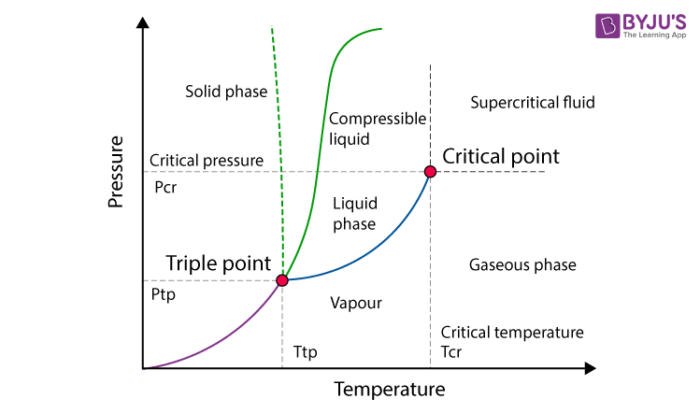 BYJU'S
The Learning App
Solid phase
Compressible
liquid
Supercritical fluid
Critical pressure
Pcr
Critical point
Liquid
phase
Triple point
Gaseous phase
Ptp
Vapour
Ttp
Critical temperature
Tcr
Pressure
Temperature